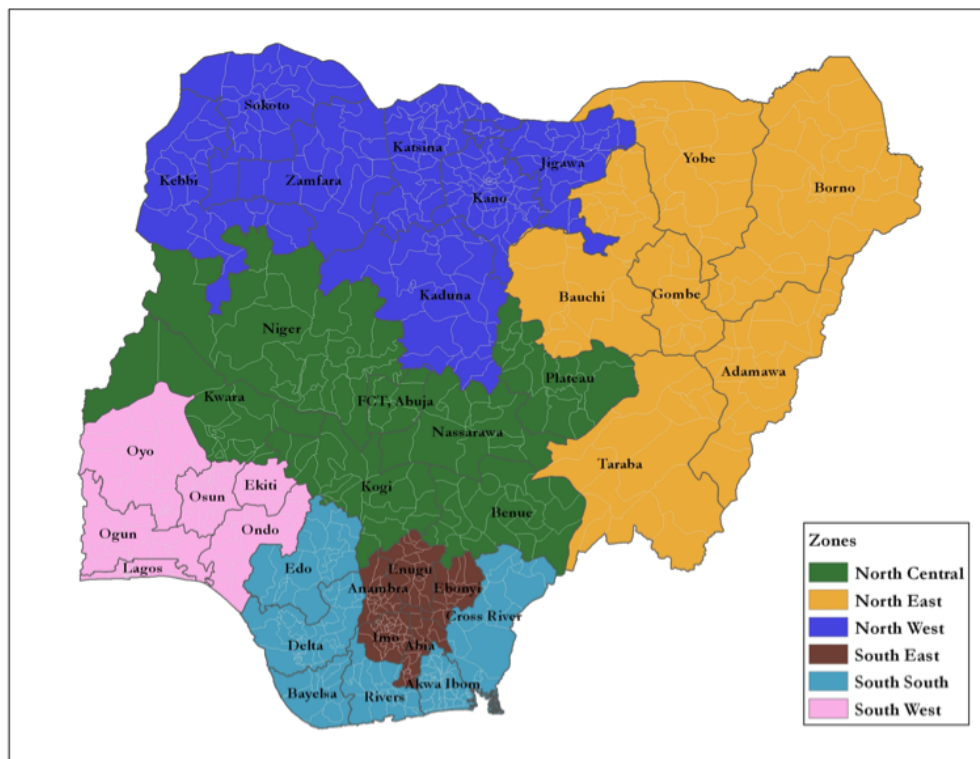 Sokoto
Katsina
Jigawa
Yobe
Kebbi
Zamfara
Kano
Borno
Kaduna
Bauchi
Gombe
Niger
Adamawa
Plateau
Kwara
FCT, Abuja
Nassarawa
Oyo
Taraba
Ekiti
Osun
Kogi
Benue
Ogun
Ondo
Lagos
Edo
Enugu
Anambra
Ebonyi
Cross River
Delta
Imo
Abia
Bayelsa
Rivers
Akwa Ibom
Zones
North Central
North East
North West
South East
South South
South West